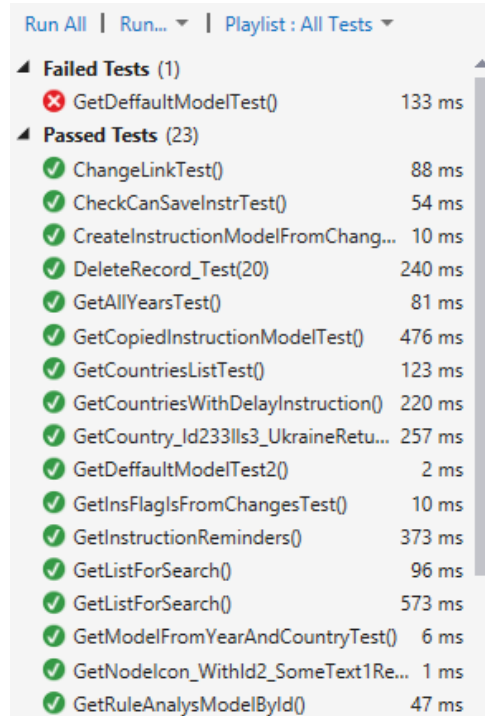 Run All | Run... | Playlist : All Tests
Failed Tests (1)
GetDeffaultModelTest() 133 ms
Passed Tests (23)
ChangeLinkTest() 88 ms
CheckCanSaveInstrTest() 54 ms
CreateInstructionModelFromChang... 10 ms
DeleteRecord_Test(20) 240 ms
GetAllYearsTest() 81 ms
GetCopiedInstructionModelTest() 476 ms
GetCountriesListTest() 123 ms
GetCountriesWithDelayInstruction() 220 ms
GetCountry_Id233IIs3_UkraineRetu... 257 ms
GetDeffaultModelTest2() 2 ms
GetInsFlagIsFromChangesTest() 10 ms
GetInstructionReminders() 373 ms
GetListForSearch() 96 ms
GetListForSearch() 573 ms
GetModelFromYearAndCountryTest() 6 ms
GetNodeIcon_WithId2_SomeText1Re... 1 ms
GetRuleAnalysModelById() 47 ms